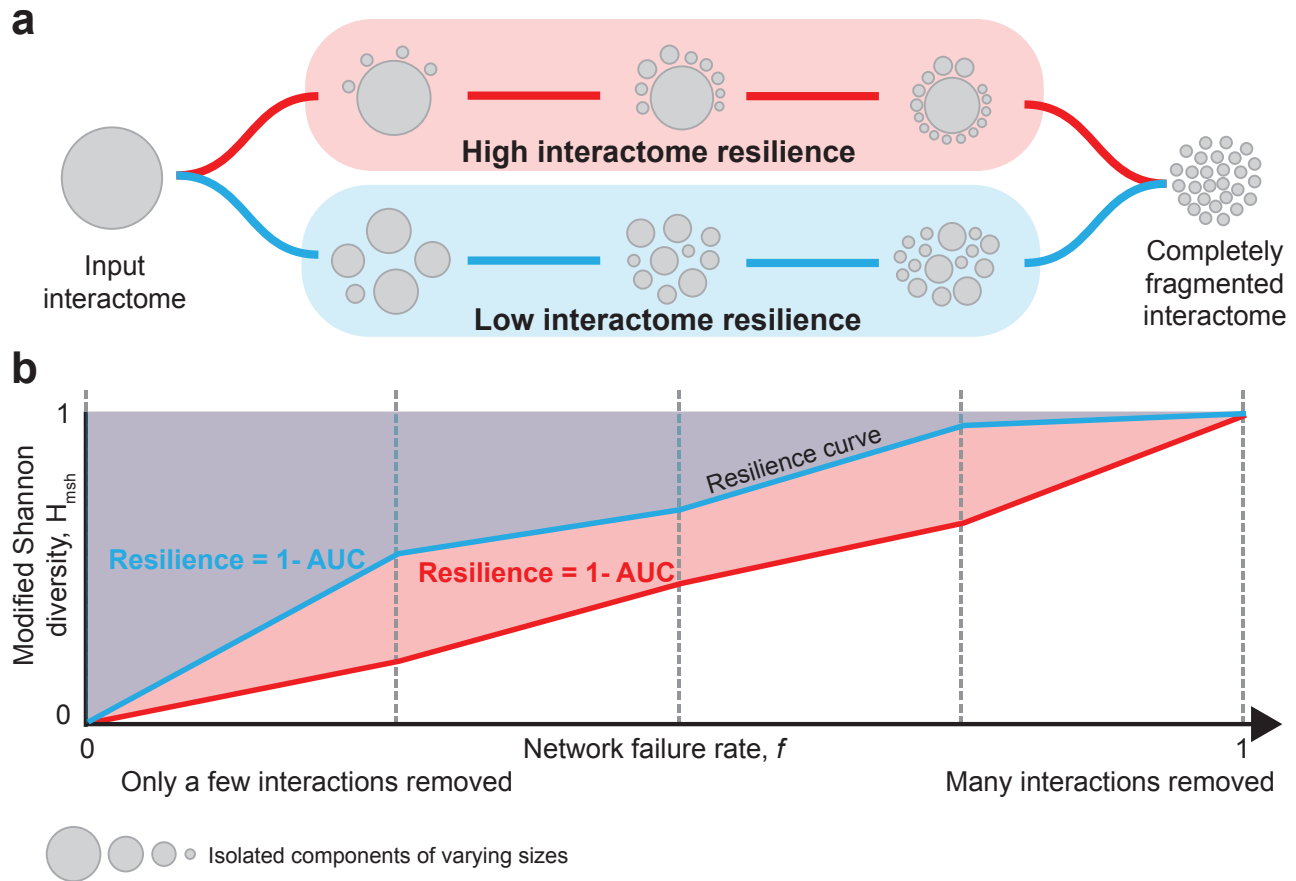 a
High interactome resilience
Input
interactome
Low interactome resilience
Completely
fragmented
interactome
b
1
Modified Shannon
diversity, Hmsh
Resilience curve
Resilience = 1- AUC
Resilience = 1- AUC
0
0
Network failure rate, f
1
Only a few interactions removed
Many interactions removed
Isolated components of varying sizes